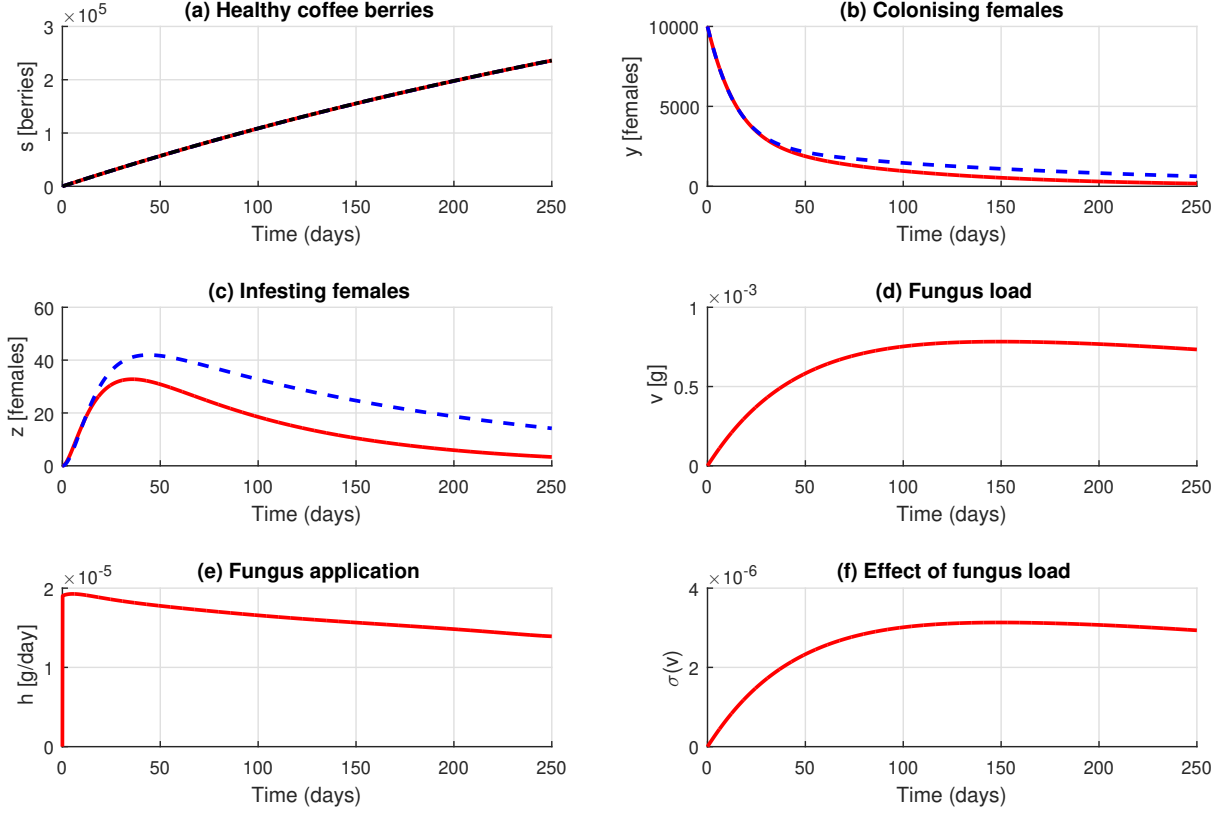 (a) Healthy coffee berries
×10^5
3
2
1
0
s [berries]
0 50 100 150 200 250
Time (days)
(b) Colonising females
10000
5000
0
y [females]
0 50 100 150 200 250
Time (days)
(c) Infesting females
60
40
20
0
z [females]
0 50 100 150 200 250
Time (days)
(d) Fungus load
×10^-3
1
0.5
0
v [g]
0 50 100 150 200 250
Time (days)
(e) Fungus application
×10^-5
2
1
0
h [g/day]
0 50 100 150 200 250
Time (days)
(f) Effect of fungus load
×10^-6
4
2
0
σ(v)
0 50 100 150 200 250
Time (days)